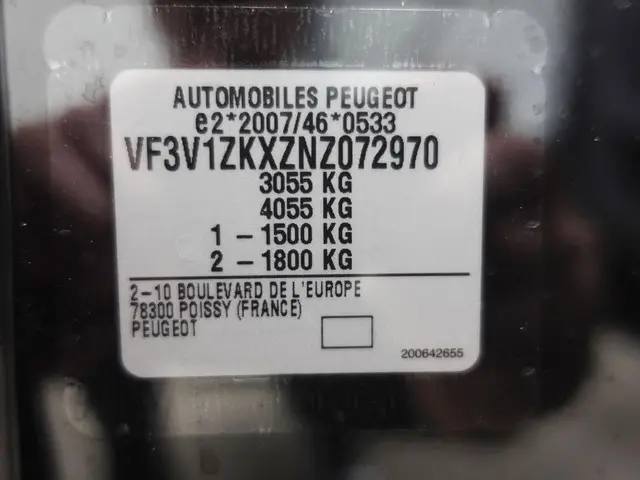 AUTOMOBILES PEUGEOT
e2*2007/46*0533
VF3V1ZKXZNZ072970
3055 KG
4055 KG
1 - 1500 KG
2 - 1800 KG
2-10 BOULEVARD DE L'EUROPE
78300 POISSY (FRANCE)
PEUGEOT
200642655